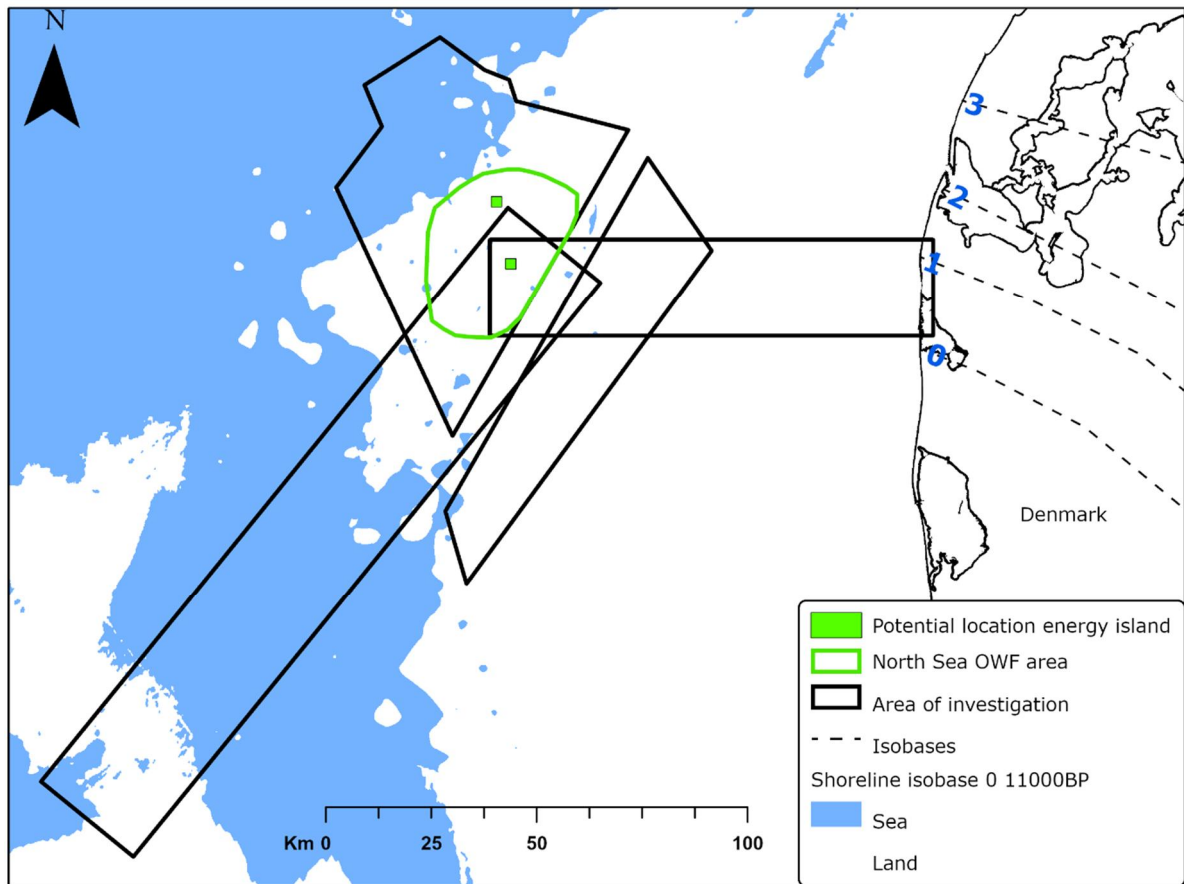 N
3
2
1
0
Denmark
Potential location energy island
North Sea OWF area
Area of investigation
Isobases
Shoreline isobase 0 11000BP
Sea
Land
Km 0 25 50 100